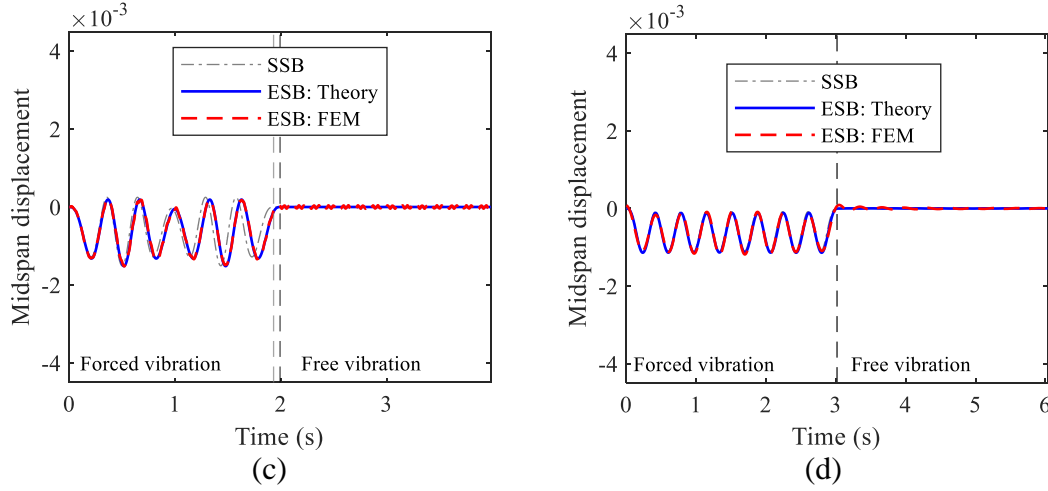 ×10⁻³
4
2
0
-2
-4
Midspan displacement
SSB
ESB: Theory
ESB: FEM
Forced vibration
Free vibration
0 1 2 3
Time (s)
(c)
×10⁻³
4
2
0
-2
-4
Midspan displacement
SSB
ESB: Theory
ESB: FEM
Forced vibration
Free vibration
0 1 2 3 4 5 6
Time (s)
(d)